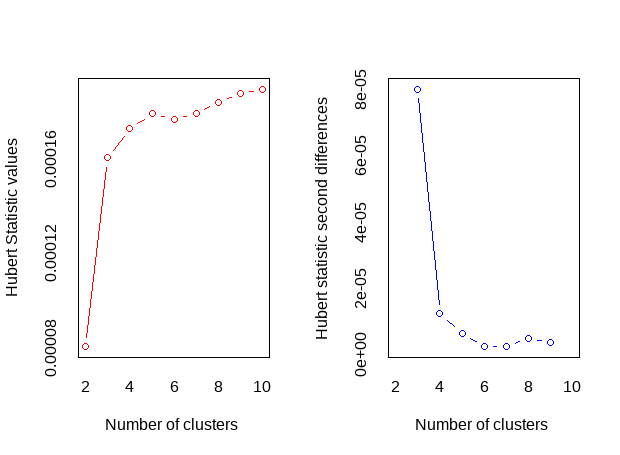 Hubert Statistic values
0.00008
0.00012
0.00016
2 4 6 8 10
Number of clusters
Hubert statistic second differences
0e+00
2e-05
4e-05
6e-05
8e-05
2 4 6 8 10
Number of clusters